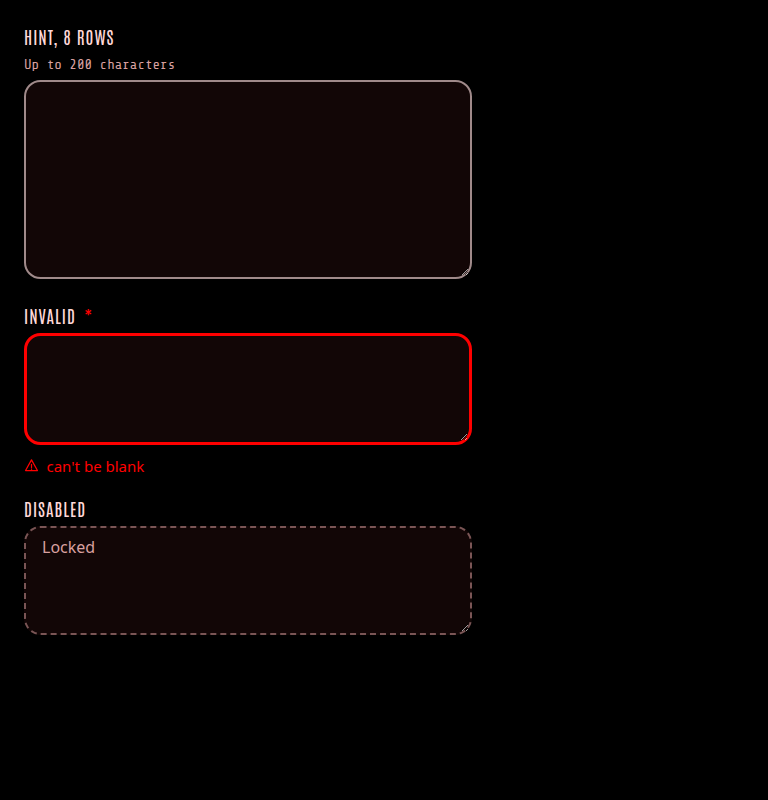 HINT, 8 ROWS
Up to 200 characters
INVALID *
can't be blank
DISABLED
Locked